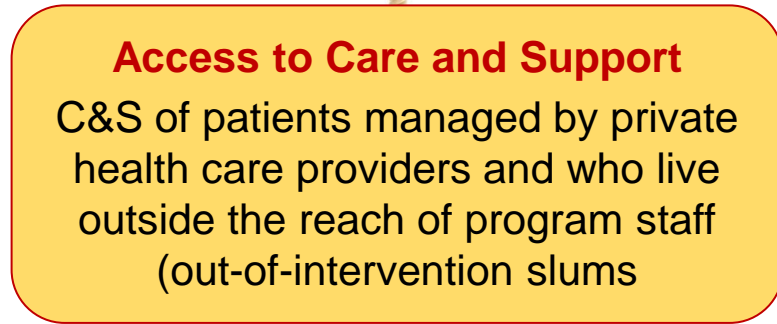 Access to Care and Support
C&S of patients managed by private
health care providers and who live
outside the reach of program staff
(out-of-intervention slums